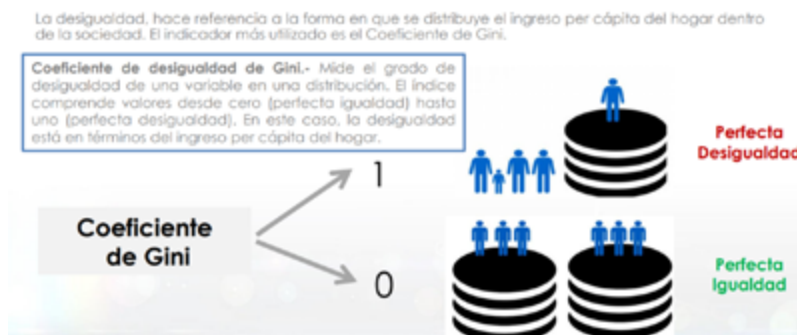 La desigualdad, hace referencia a la forma en que se distribuye el ingreso per cápita del hogar dentro
de la sociedad. El indicador más utilizado es el Coeficiente de Gini.
Coeficiente de desigualdad de Gini.- Mide el grado de
desigualdad de una variable en una distribución. El índice
comprende valores desde cero (perfecta igualdad) hasta
uno (perfecta desigualdad). En este caso, la desigualdad
está en términos del ingreso per cápita del hogar.
Perfecta
Desigualdad
1
Coeficiente
de Gini
0
Perfecta
Igualdad